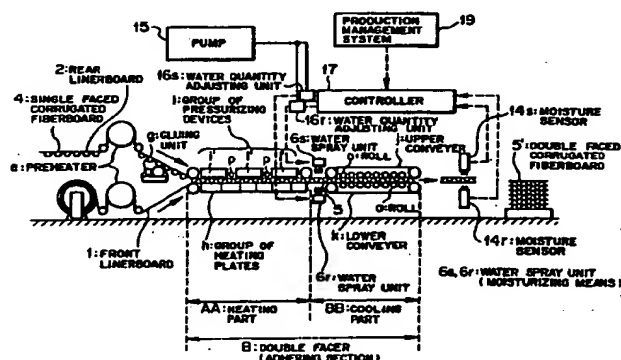 15
PUMP
PRODUCTION
MANAGEMENT
SYSTEM
19
16s: WATER QUANTITY
ADJUSTING UNIT
17
CONTROLLER
2: REAR
LINERBOARD
4: SINGLE FACED
CORRUGATED
FIBERBOARD
i: GROUP OF
PRESSURIZING
DEVICES
g: GLUING UNIT
16r: WATER QUANTITY
ADJUSTING UNIT
6s: WATER
SPRAY UNIT
j: UPPER
CONVEYER
o: ROLL
14s: MOISTURE
SENSOR
5': DOUBLE FACED
CORRUGATED
FIBERBOARD
e: PREHEATER
P
P
P
5
o: ROLL
1: FRONT
LINERBOARD
h: GROUP OF
HEATING
PLATES
k: LOWER
CONVEYER
6r: WATER
SPRAY UNIT
14r: MOISTURE
SENSOR
AA: HEATING
PART
BB: COOLING
PART
6s, 6r: WATER SPRAY UNIT
(MOISTURIZING MEANS)
B: DOUBLE FACER
(ADHERING SECTION)